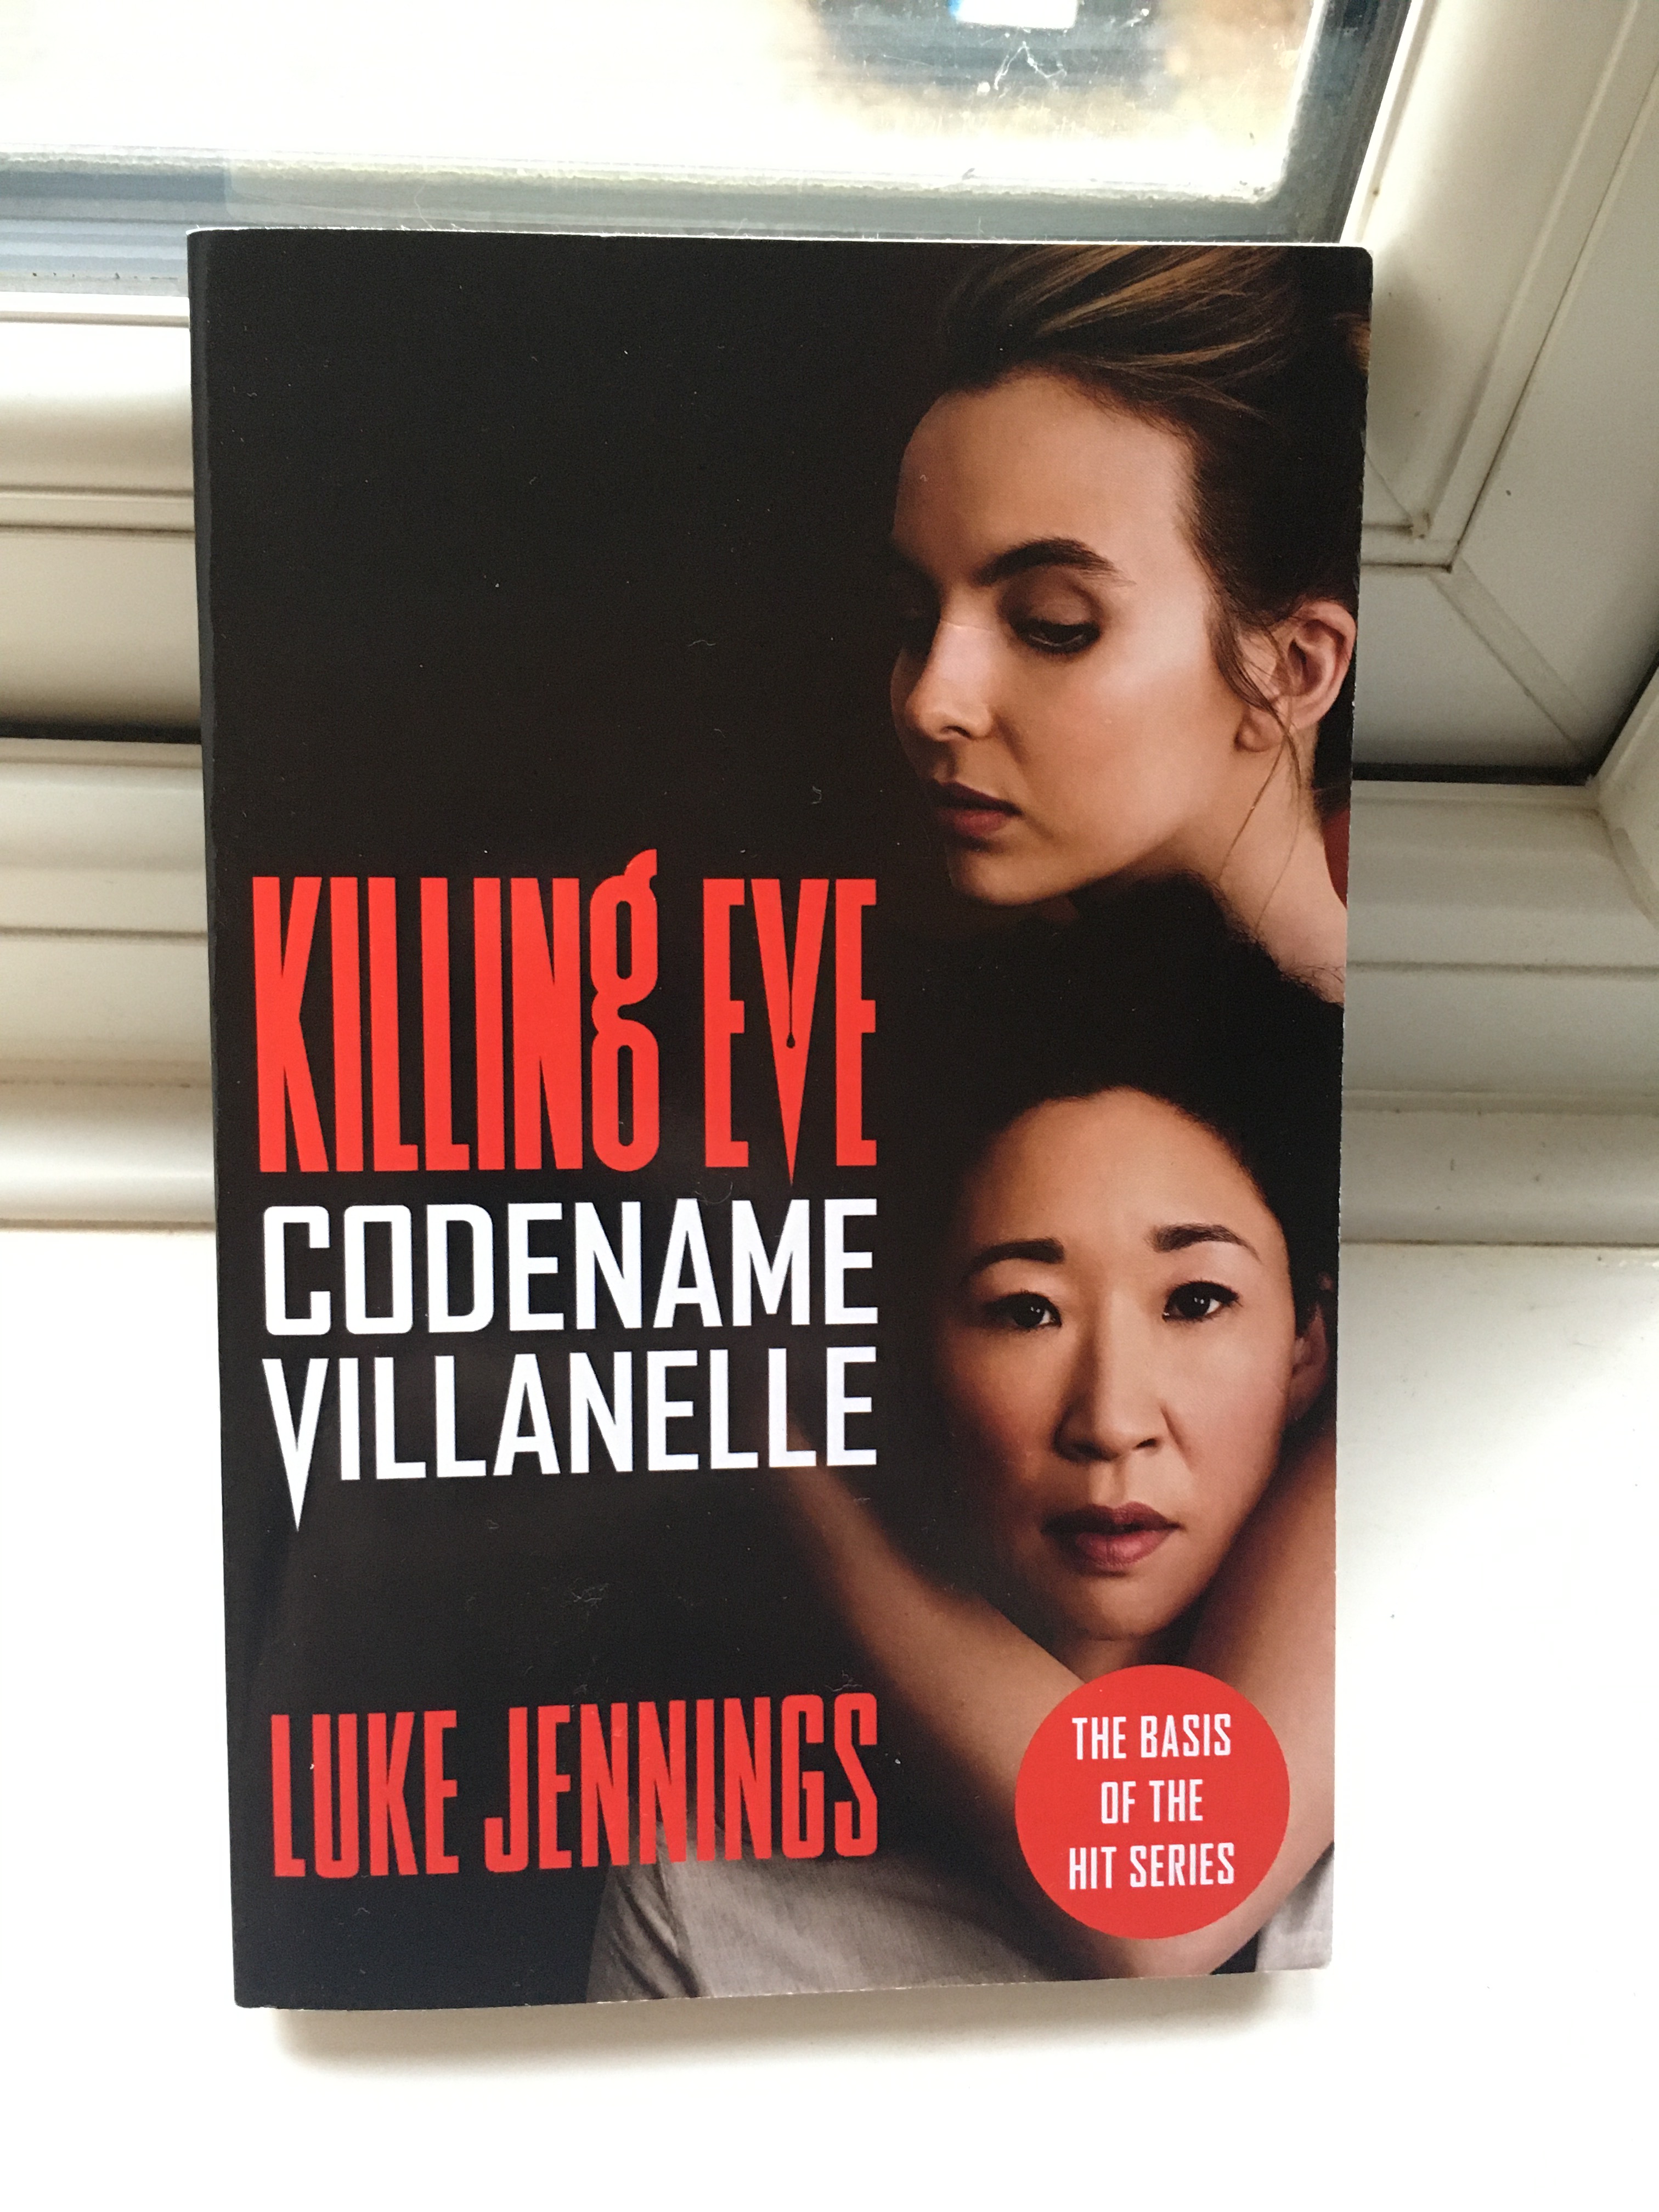 KILLINg EVE
CODENAME
VILLANELLE
LUKE JENNINGS
THE BASIS
OF THE
HIT SERIES